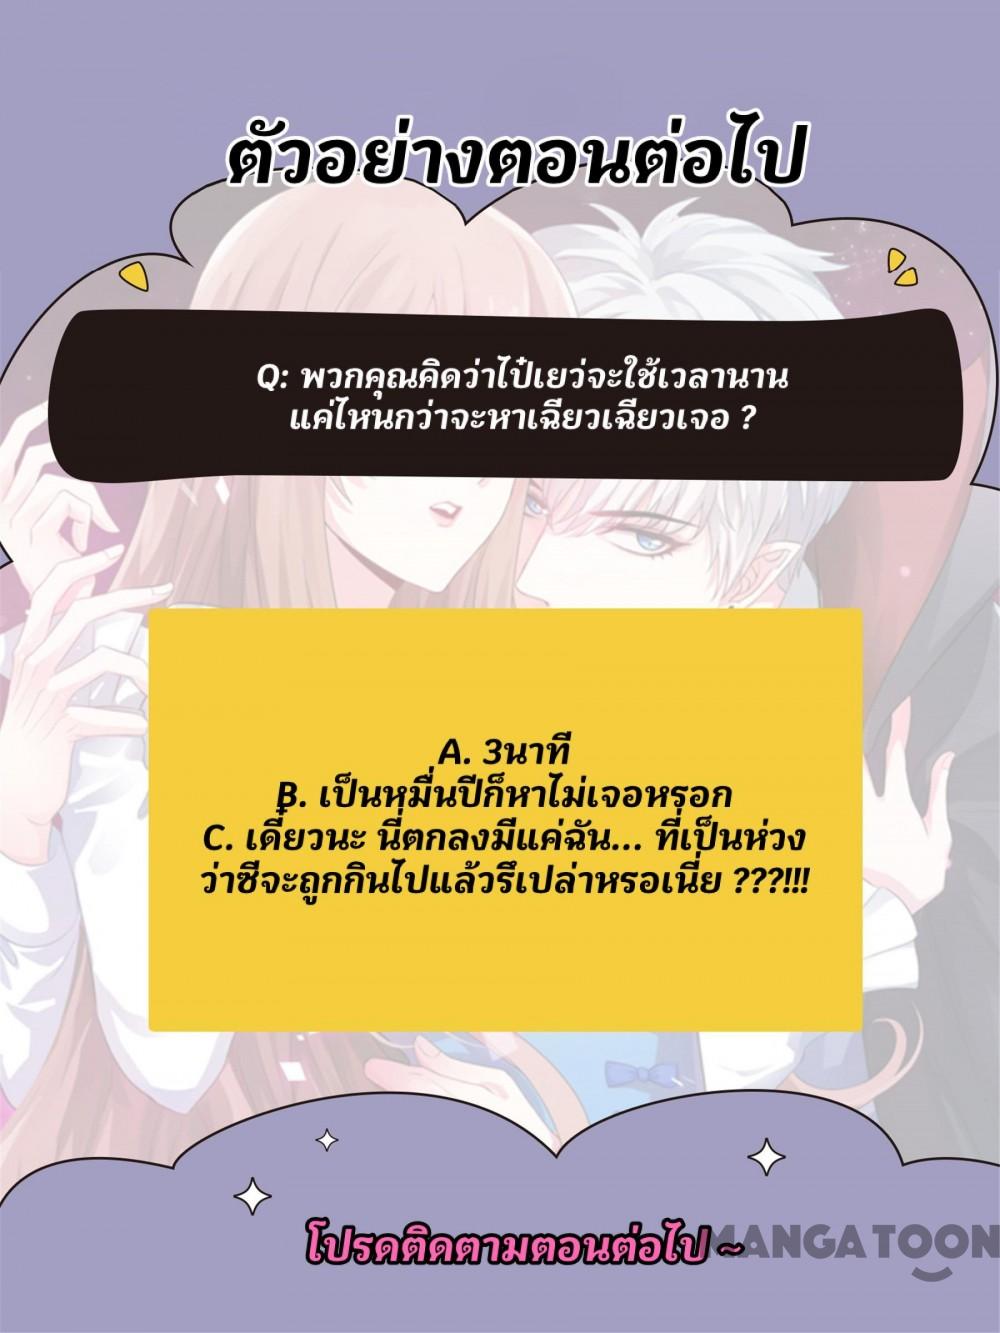 ตัวอย่างตอนต่อไป
Q: พวกคุณคิดว่าไป๋เยว่จะใช้เวลานาน
แค่ไหนกว่าจะหาเฉียวเฉียวเจอ ?
A. 3นาที
B. เป็นหมื่นปีก็หาไม่เจอหรอก
C. เดี๋ยวนะ นี่ตกลงมีแค่ฉัน... ที่เป็นห่วง
ว่าซีจะถูกกินไปแล้วรึเปล่าหรอเนี่ย ???!!!
โปรดติดตามตอนต่อไป ~
MANGATOON